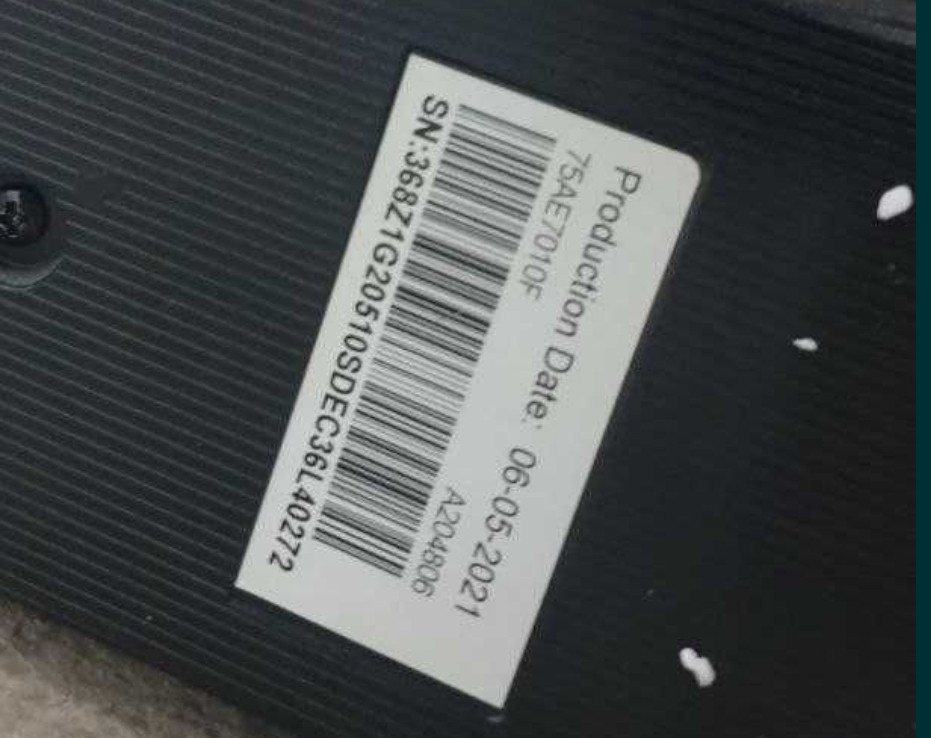 Production Date: 06-05-2021
75AE7010F A204806
SN:368Z1G20510SDEC36L40272